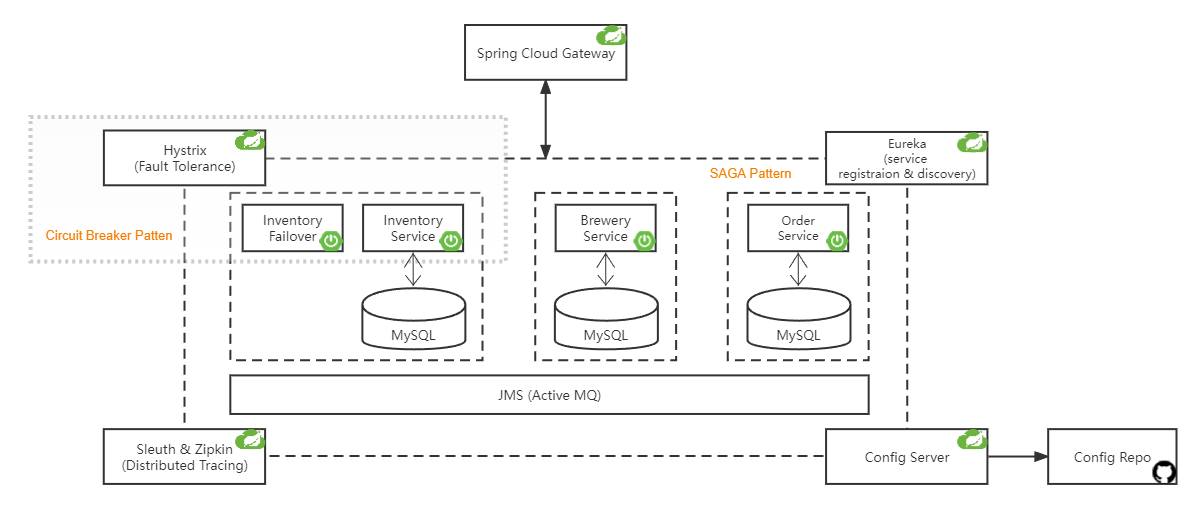 Spring Cloud Gateway
Hystrix
(Fault Tolerance)
Eureka
(service
registraion & discovery)
SAGA Pattern
Circuit Breaker Patten
Inventory
Failover
Inventory
Service
Brewery
Service
Order
Service
MySQL
MySQL
MySQL
JMS (Active MQ)
Sleuth & Zipkin
(Distributed Tracing)
Config Server
Config Repo